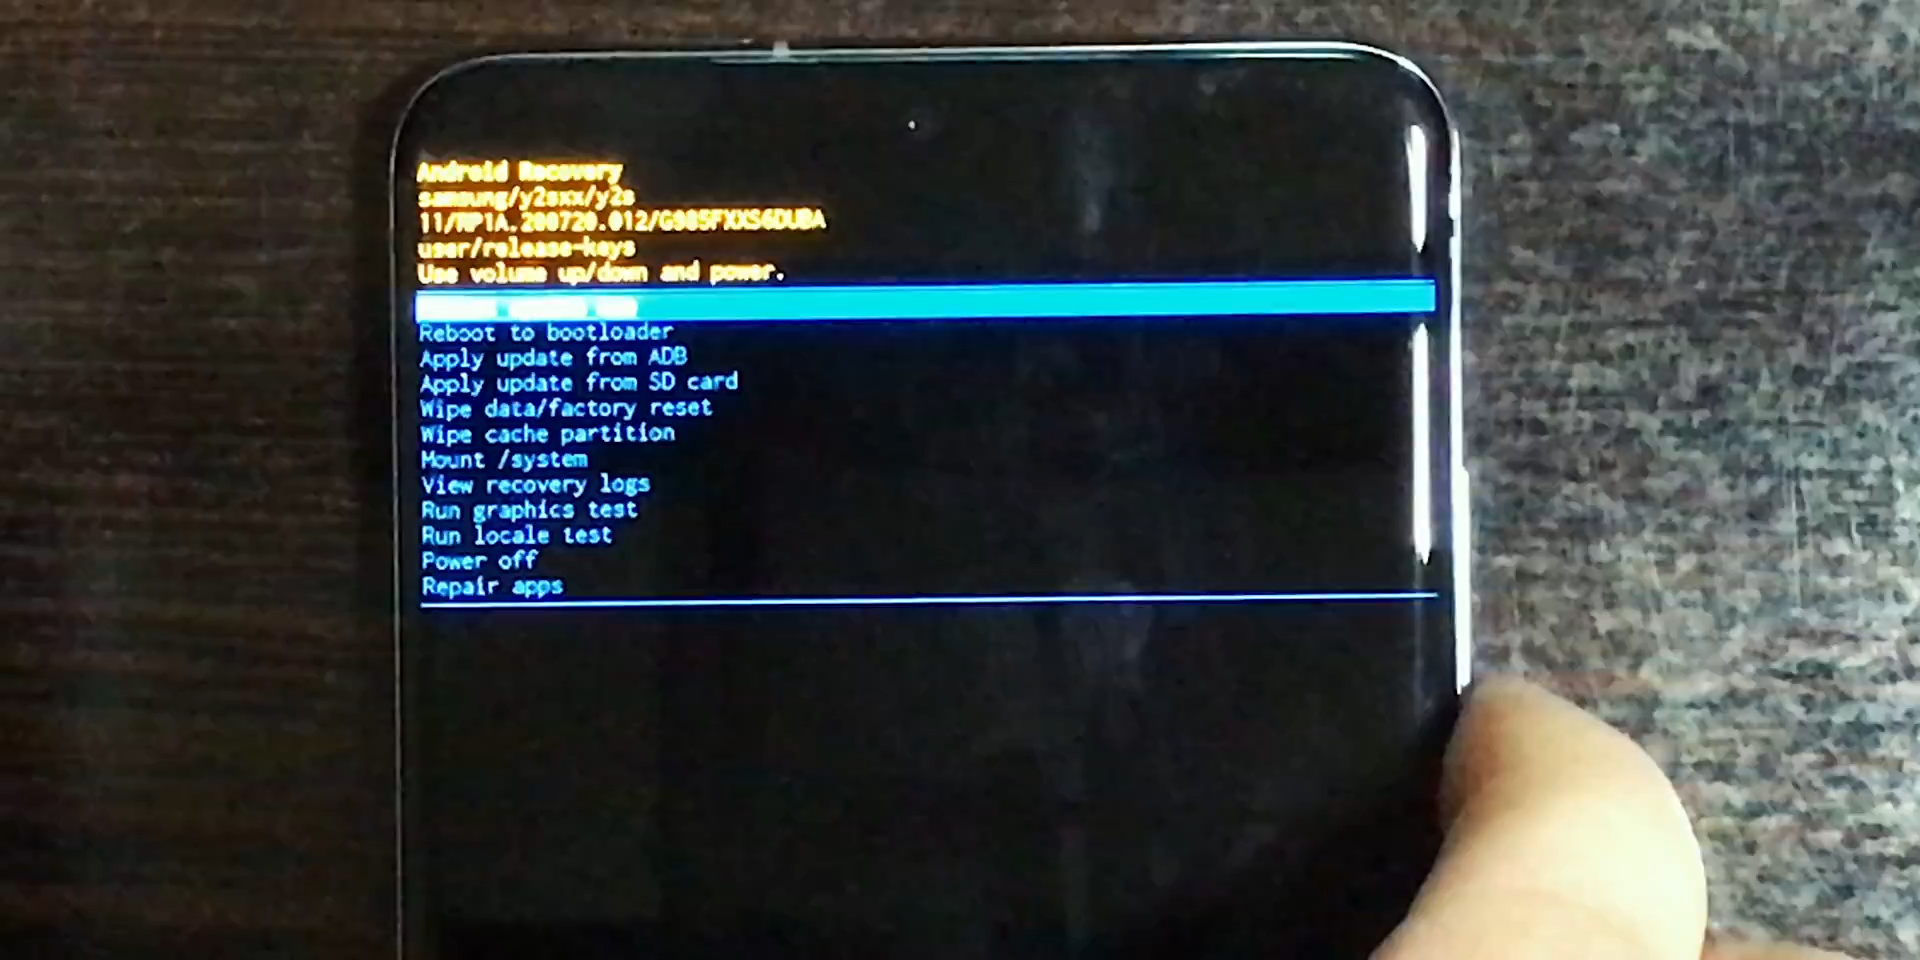 Android Recovery
samsung/y2sxx/y2s
11/RP1A.200720.012/G985FXXS6DUBA
user/release-keys
Use volume up/down and power.
Reboot to bootloader
Apply update from ADB
Apply update from SD card
Wipe data/factory reset
Wipe cache partition
Mount /system
View recovery logs
Run graphics test
Run locale test
Power off
Repair apps